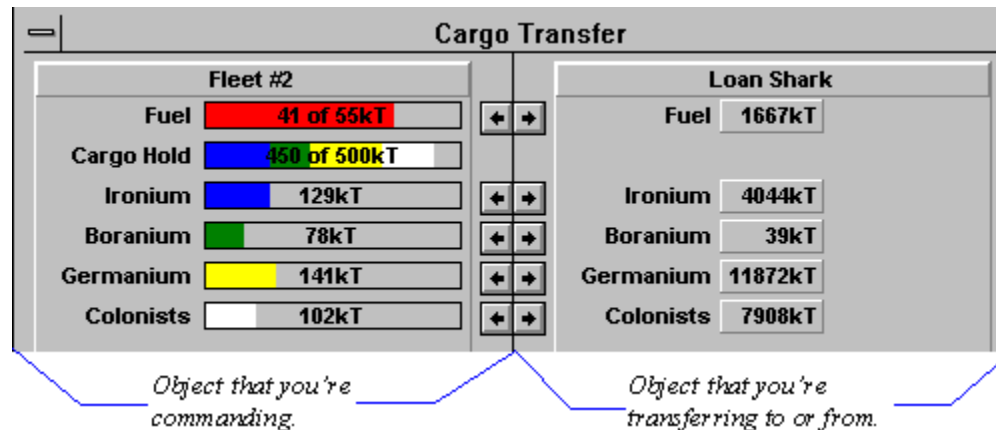 Cargo Transfer
Fleet #2
Fuel 41 of 55kT
Cargo Hold 450 of 500kT
Ironium 129kT
Boranium 78kT
Germanium 141kT
Colonists 102kT
Loan Shark
Fuel 1667kT
Ironium 4044kT
Boranium 39kT
Germanium 11872kT
Colonists 7908kT
Object that you're
commanding.
Object that you're
transferring to or from.